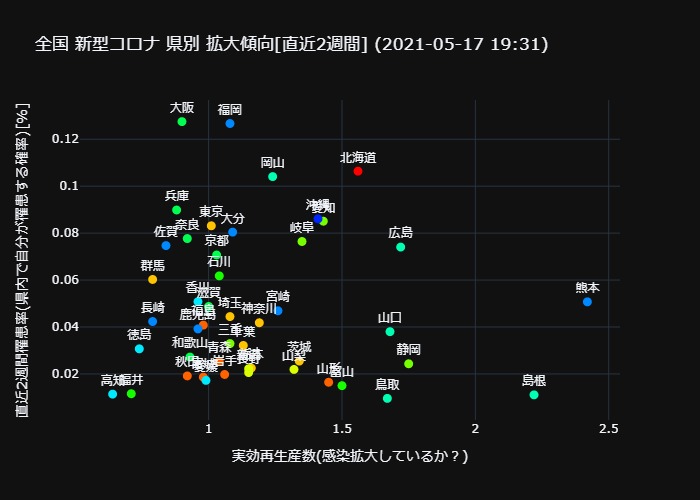 全国 新型コロナ 県別 拡大傾向[直近2週間] (2021-05-17 19:31)
直近2週間罹患率(県内で自分が罹患する確率)[%]
0.12
0.1
0.08
0.06
0.04
0.02
大阪
福岡
岡山
北海道
兵庫
東京
沖縄
愛知
大分
奈良
岐阜
佐賀
京都
広島
石川
群馬
香川
滋賀
熊本
宮崎
長崎
鹿児島
福島
埼玉
神奈川
山口
徳島
三重
千葉
和歌山
青森
茨城
静岡
秋田
愛媛
岩手
長野
山梨
山形
富山
高知
福井
鳥取
島根
1
1.5
2
2.5
実効再生産数(感染拡大しているか？)